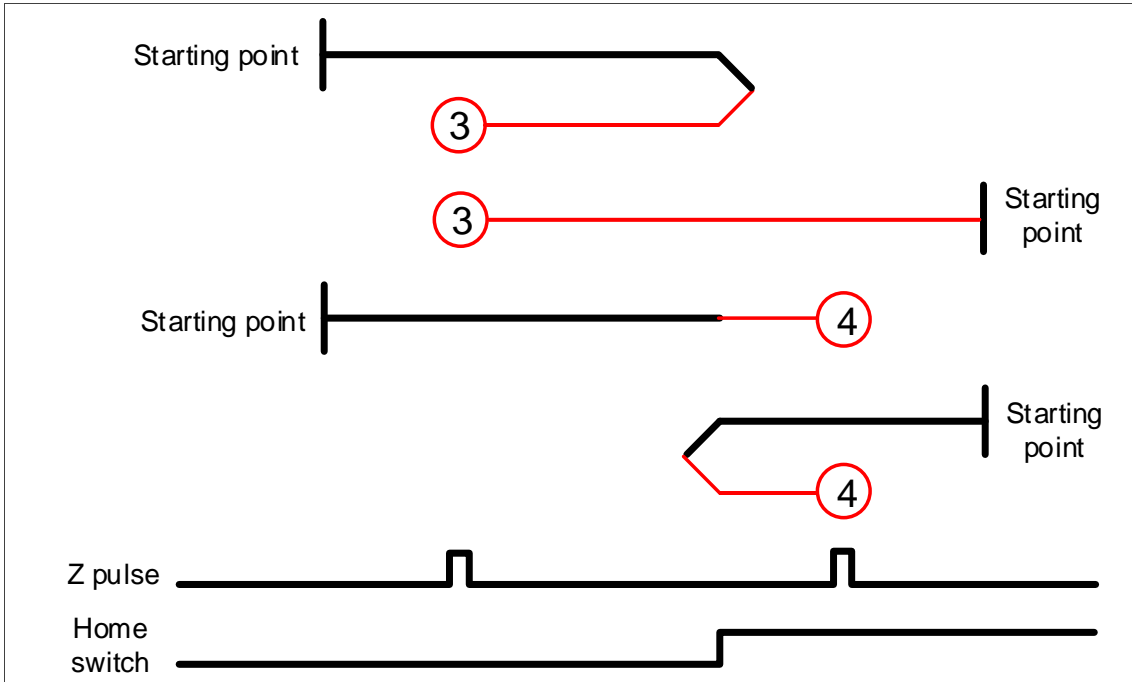 Starting point
3
3
Starting
point
Starting point
4
Starting
point
4
Z pulse
Home
switch